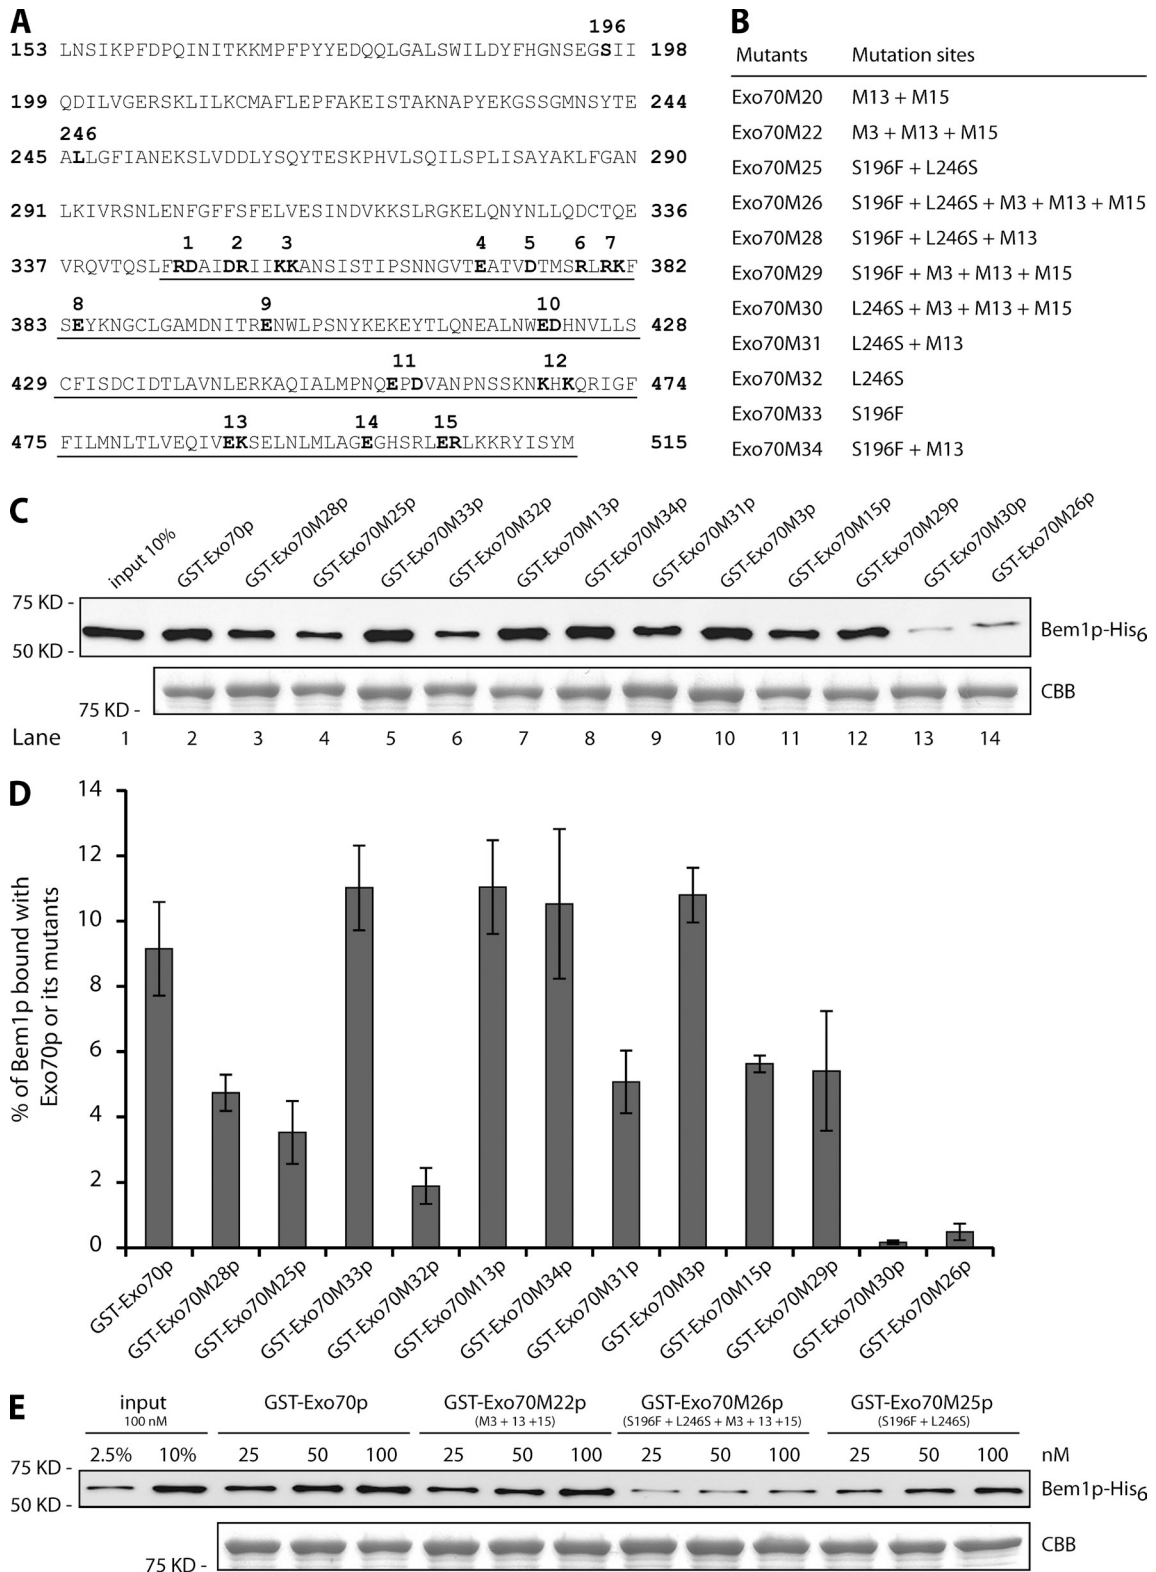 A
196
153 LNSIKPFDPQINITKKMPFPYYEDQQLGALSWILDYFHGNSEGSII 198
199 QDILVGERSKLILKCMAFLEPFAKEISTAKNAPYEKGSSGMNSYTE 244
246
245 ALLGFIANEKSLVDDLYSQYTESKPHVLSQILSPLISAYAKLFGAN 290
291 LKIVRSNLENFGFFSFELVESINDVKKSLRGKELQNYNLLQDCTQE 336
1 2 3 4 5 6 7
337 VRQVTQSLFRDAIDRIIKKANSISTIPSNNGVTEATVDTMSRLRKF 382
8 9 10
383 SEYKNGCLGAMDNITRENWLPSNYKEKEYTLQNEALNWEDHNVLLS 428
11 12
429 CFISDCIDTLAVNLERKAQIALMPNQEPDVANPNSSKNKHKQRIGF 474
13 14 15
475 FILMNLTLVEQIVEKSELNLMLAGEGHSRLERLKKRYISYM 515
B
Mutants Mutation sites
Exo70M20 M13 + M15
Exo70M22 M3 + M13 + M15
Exo70M25 S196F + L246S
Exo70M26 S196F + L246S + M3 + M13 + M15
Exo70M28 S196F + L246S + M13
Exo70M29 S196F + M3 + M13 + M15
Exo70M30 L246S + M3 + M13 + M15
Exo70M31 L246S + M13
Exo70M32 L246S
Exo70M33 S196F
Exo70M34 S196F + M13
C
input 10% GST-Exo70p GST-Exo70M28p GST-Exo70M25p GST-Exo70M33p GST-Exo70M32p GST-Exo70M13p GST-Exo70M34p GST-Exo70M31p GST-Exo70M3p GST-Exo70M15p GST-Exo70M29p GST-Exo70M30p GST-Exo70M26p
75 KD -
50 KD -
Bem1p-His6
75 KD -
CBB
Lane 1 2 3 4 5 6 7 8 9 10 11 12 13 14
D
% of Bem1p bound with
Exo70p or its mutants
14
12
10
8
6
4
2
0
GST-Exo70p GST-Exo70M28p GST-Exo70M25p GST-Exo70M33p GST-Exo70M32p GST-Exo70M13p GST-Exo70M34p GST-Exo70M31p GST-Exo70M3p GST-Exo70M15p GST-Exo70M29p GST-Exo70M30p GST-Exo70M26p
E
input GST-Exo70p GST-Exo70M22p GST-Exo70M26p GST-Exo70M25p
100 nM (M3 + 13 +15) (S196F + L246S + M3 + 13 +15) (S196F + L246S)
2.5% 10% 25 50 100 25 50 100 25 50 100 25 50 100 nM
75 KD -
50 KD -
Bem1p-His6
75 KD -
CBB